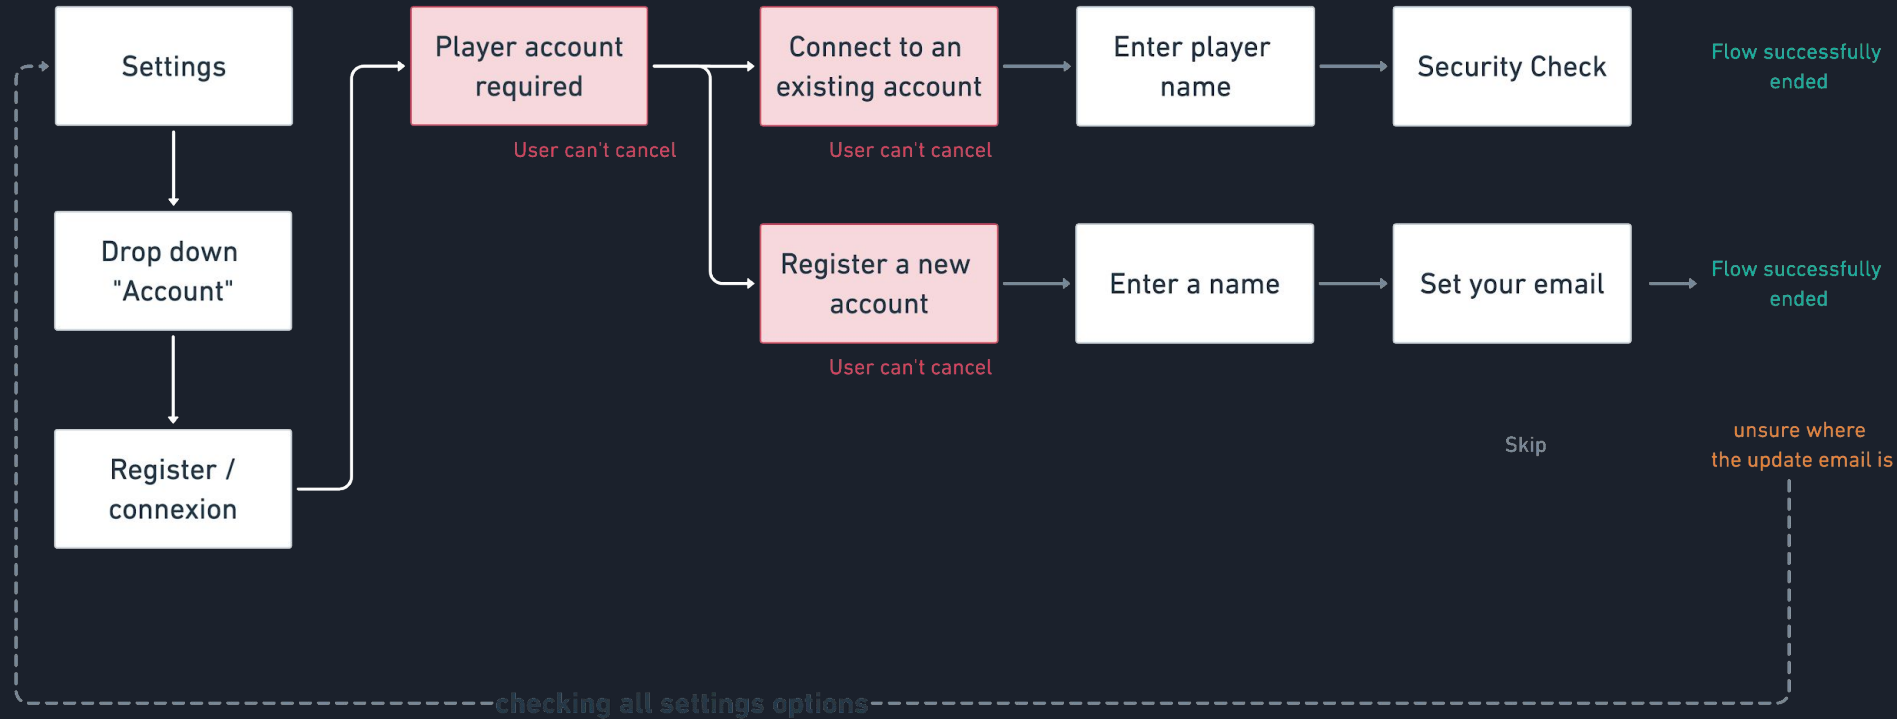 Settings
Drop down
"Account"
Register /
connexion
Player account
required
User can't cancel
Connect to an
existing account
User can't cancel
Enter player
name
Security Check
Flow successfully
ended
Register a new
account
User can't cancel
Enter a name
Set your email
Flow successfully
ended
Skip
unsure where
the update email is
checking all settings options